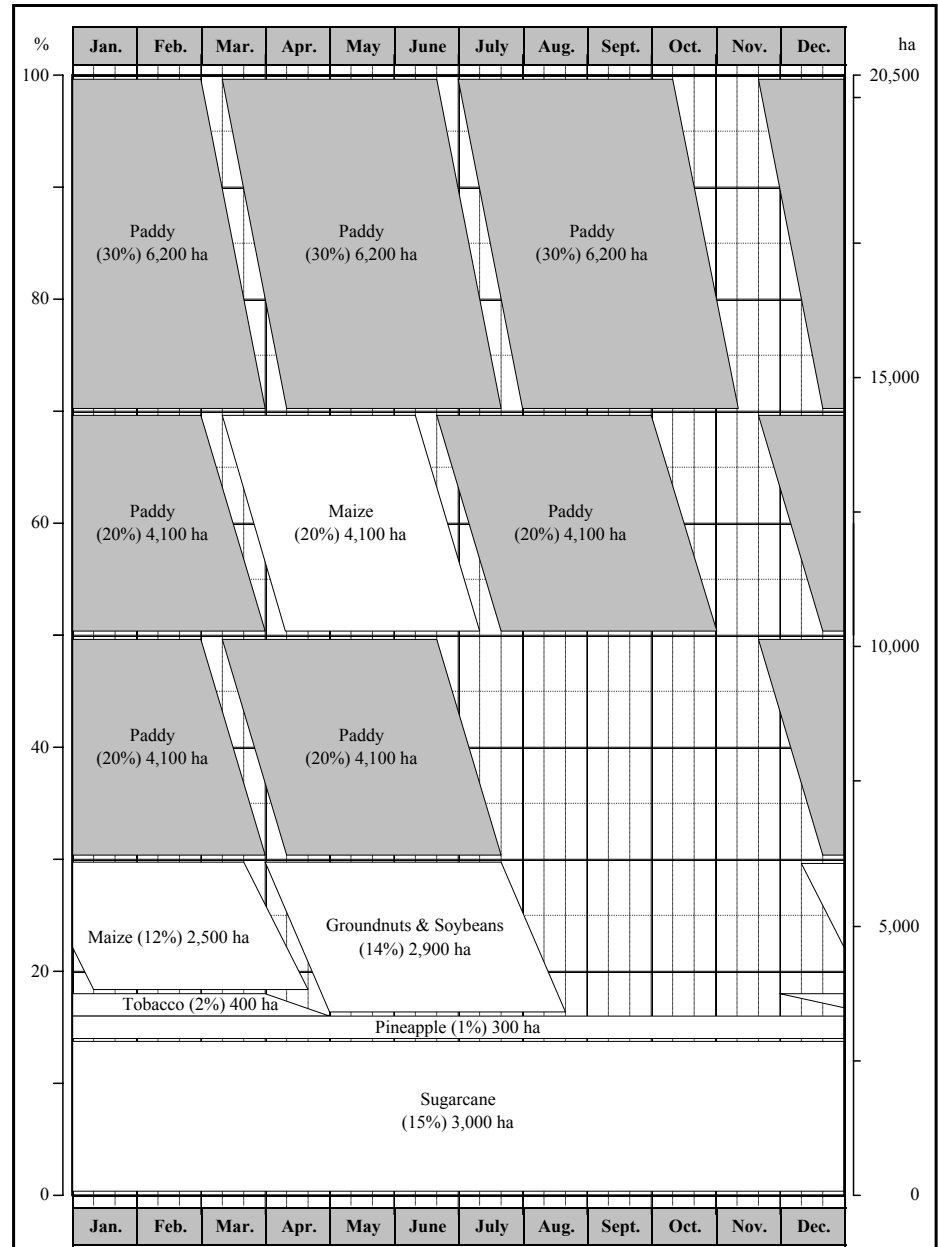 Jan. Feb. Mar. Apr. May June July Aug. Sept. Oct. Nov. Dec.
% ha
100 20,500
Paddy Paddy Paddy
(30%) 6,200 ha (30%) 6,200 ha (30%) 6,200 ha
80
15,000
Paddy Maize Paddy
60 (20%) 4,100 ha (20%) 4,100 ha (20%) 4,100 ha
10,000
Paddy Paddy
40 (20%) 4,100 ha (20%) 4,100 ha
Groundnuts & Soybeans 5,000
Maize (12%) 2,500 ha (14%) 2,900 ha
20
Tobacco (2%) 400 ha
Pineapple (1%) 300 ha
Sugarcane
(15%) 3,000 ha
0 0
Jan. Feb. Mar. Apr. May June July Aug. Sept. Oct. Nov. Dec.